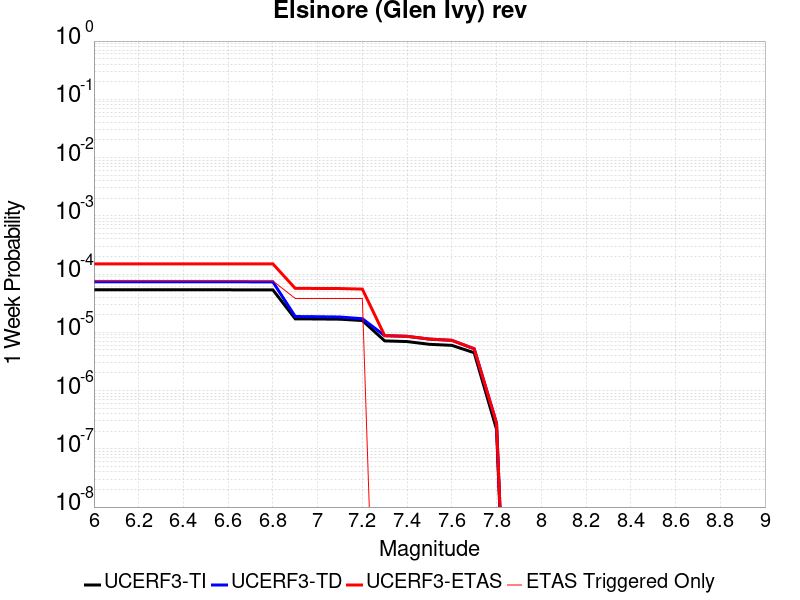 Elsinore (Glen Ivy) rev
10^0
10^-1
10^-2
10^-3
10^-4
10^-5
10^-6
10^-7
10^-8
1 Week Probability
6 6.2 6.4 6.6 6.8 7 7.2 7.4 7.6 7.8 8 8.2 8.4 8.6 8.8 9
Magnitude
UCERF3-TI UCERF3-TD UCERF3-ETAS ETAS Triggered Only